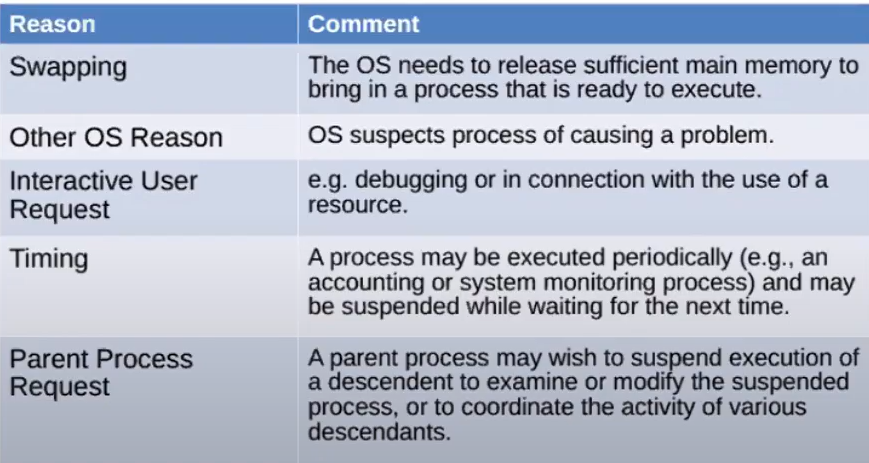 Reason
Comment
Swapping
The OS needs to release sufficient main memory to
bring in a process that is ready to execute.
Other OS Reason
OS suspects process of causing a problem.
Interactive User
Request
e.g. debugging or in connection with the use of a
resource.
Timing
A process may be executed periodically (e.g., an
accounting or system monitoring process) and may
be suspended while waiting for the next time.
Parent Process
Request
A parent process may wish to suspend execution of
a descendent to examine or modify the suspended
process, or to coordinate the activity of various
descendants.